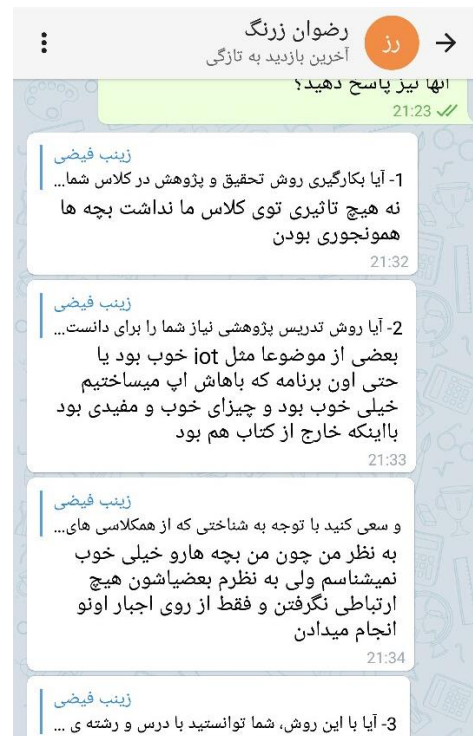 رضوان زرنگ
رز
آخرین بازدید به تازگی
آنها نیز پاسخ دهید؟
21:23
زینب فیضی
1- آیا بکارگیری روش تحقیق و پژوهش در کلاس شما...
نه هیچ تاثیری توی کلاس ما نداشت بچه ها
همونجوری بودن
21:32
زینب فیضی
2- آیا روش تدریس پژوهشی نیاز شما را برای دانست...
بعضی از موضوعا مثل iot خوب بود یا
حتی اون برنامه که باهاش اپ میساختیم
خیلی خوب بود و چیزای خوب و مفیدی بود
بااینکه خارج از کتاب هم بود
21:33
زینب فیضی
و سعی کنید با توجه به شناختی که از همکلاسی های...
به نظر من چون من بچه هارو خیلی خوب
نمیشناسم ولی به نظرم بعضیاشون هیچ
ارتباطی نگرفتن و فقط از روی اجبار اونو
انجام میدادن
21:34
زینب فیضی
3- آیا با این روش، شما توانستید با درس و رشته ی ...